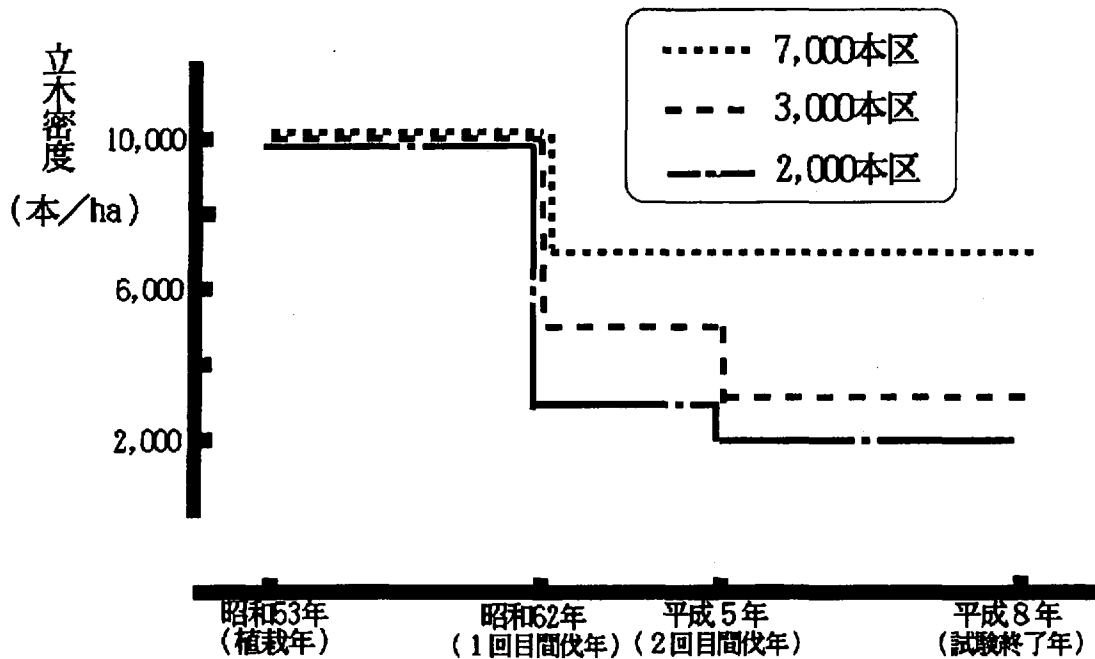 立木密度
(本/ha)
10,000
6,000
2,000
7,000本区
3,000本区
2,000本区
昭和53年
(植栽年)
昭和62年
(1回目間伐年)
平成5年
(2回目間伐年)
平成8年
(試験終了年)